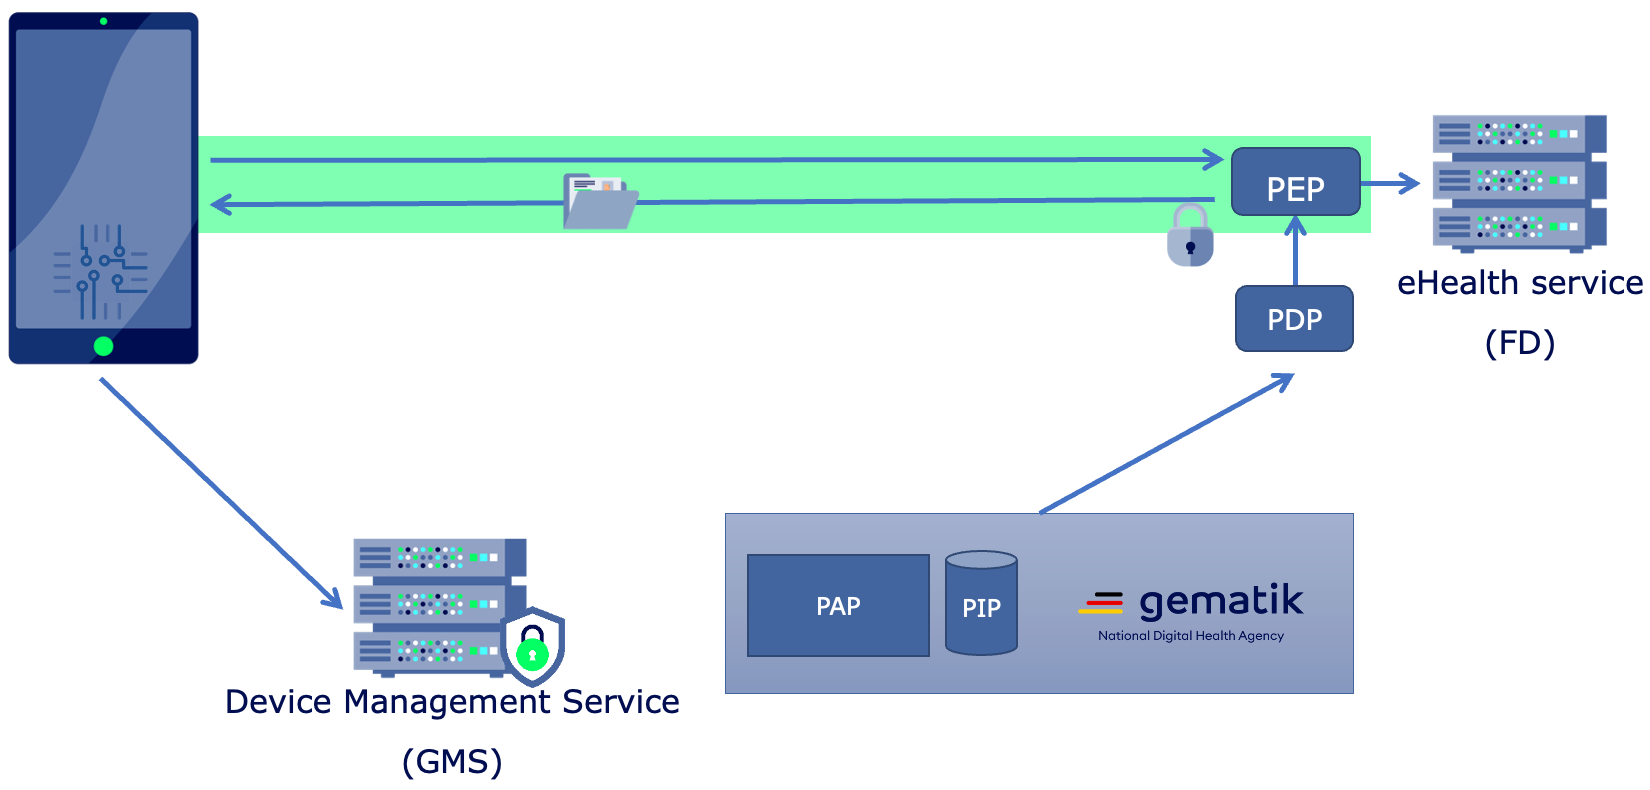 PEP
eHealth service
(FD)
PDP
PAP
PIP
gematik
National Digital Health Agency
Device Management Service
(GMS)